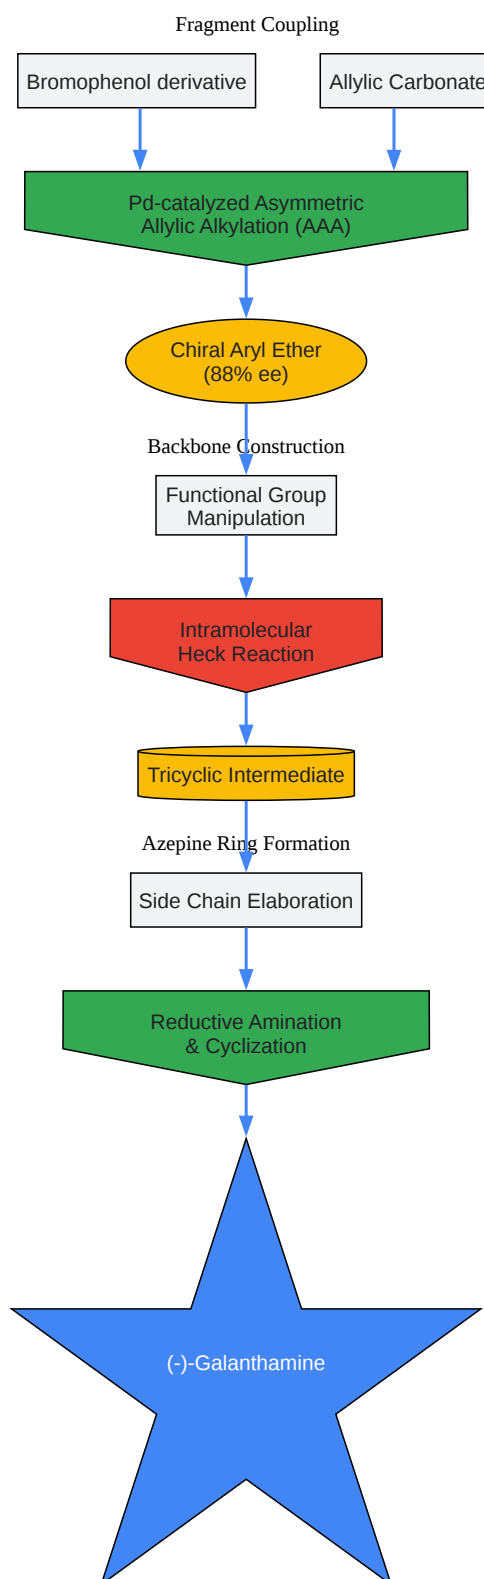 Fragment Coupling
Bromophenol derivative
Allylic Carbonate
Pd-catalyzed Asymmetric
Allylic Alkylation (AAA)
Chiral Aryl Ether
(88% ee)
Backbone Construction
Functional Group
Manipulation
Intramolecular
Heck Reaction
Tricyclic Intermediate
Azepine Ring Formation
Side Chain Elaboration
Reductive Amination
& Cyclization
(-)-Galanthamine